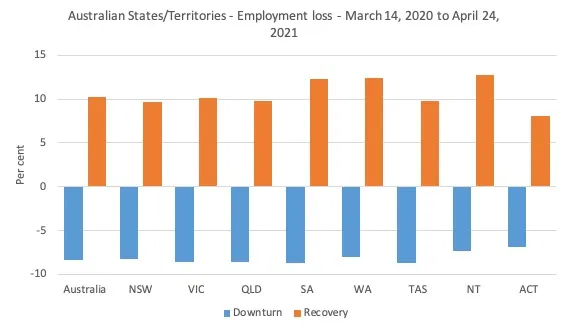 Australian States/Territories - Employment loss - March 14, 2020 to April 24,
2021
15
10
5
0
-5
-10
Per cent
Australia NSW VIC QLD SA WA TAS NT ACT
Downturn Recovery